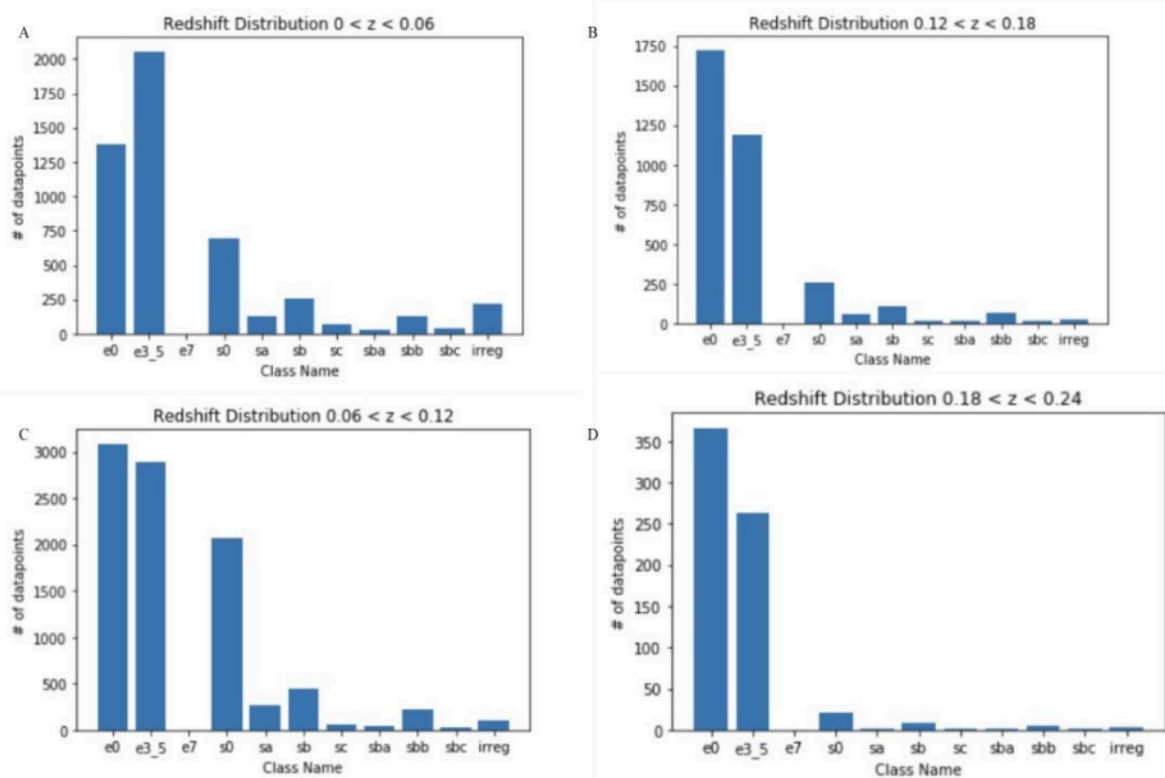 A
Redshift Distribution 0 < z < 0.06
2000
1750
1500
1250
1000
750
500
250
0
# of datapoints
e0 e3_5 e7 s0 sa sb sc sba sbb sbc irreg
Class Name
B
Redshift Distribution 0.12 < z < 0.18
1750
1500
1250
1000
750
500
250
0
# of datapoints
e0 e3_5 e7 s0 sa sb sc sba sbb sbc irreg
Class Name
C
Redshift Distribution 0.06 < z < 0.12
3000
2500
2000
1500
1000
500
0
# of datapoints
e0 e3_5 e7 s0 sa sb sc sba sbb sbc irreg
Class Name
D
Redshift Distribution 0.18 < z < 0.24
350
300
250
200
150
100
50
0
# of datapoints
e0 e3_5 e7 s0 sa sb sc sba sbb sbc irreg
Class Name